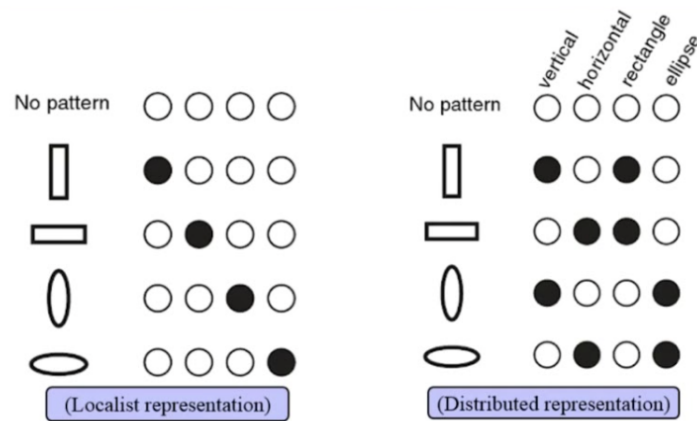 No pattern
(Localist representation)
vertical
horizontal
rectangle
ellipse
No pattern
(Distributed representation)